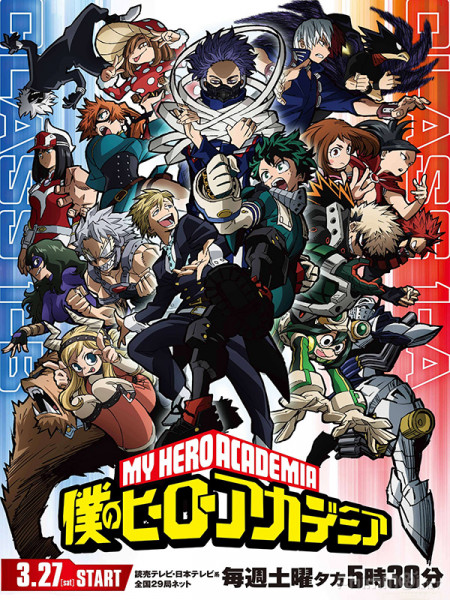 CLASS 1-B
CLASS 1-A
MY HERO ACADEMIA
僕のヒーローアカデミア
3.27[sat]START
読売テレビ・日本テレビ系
全国29局ネット
毎週土曜夕方5時30分